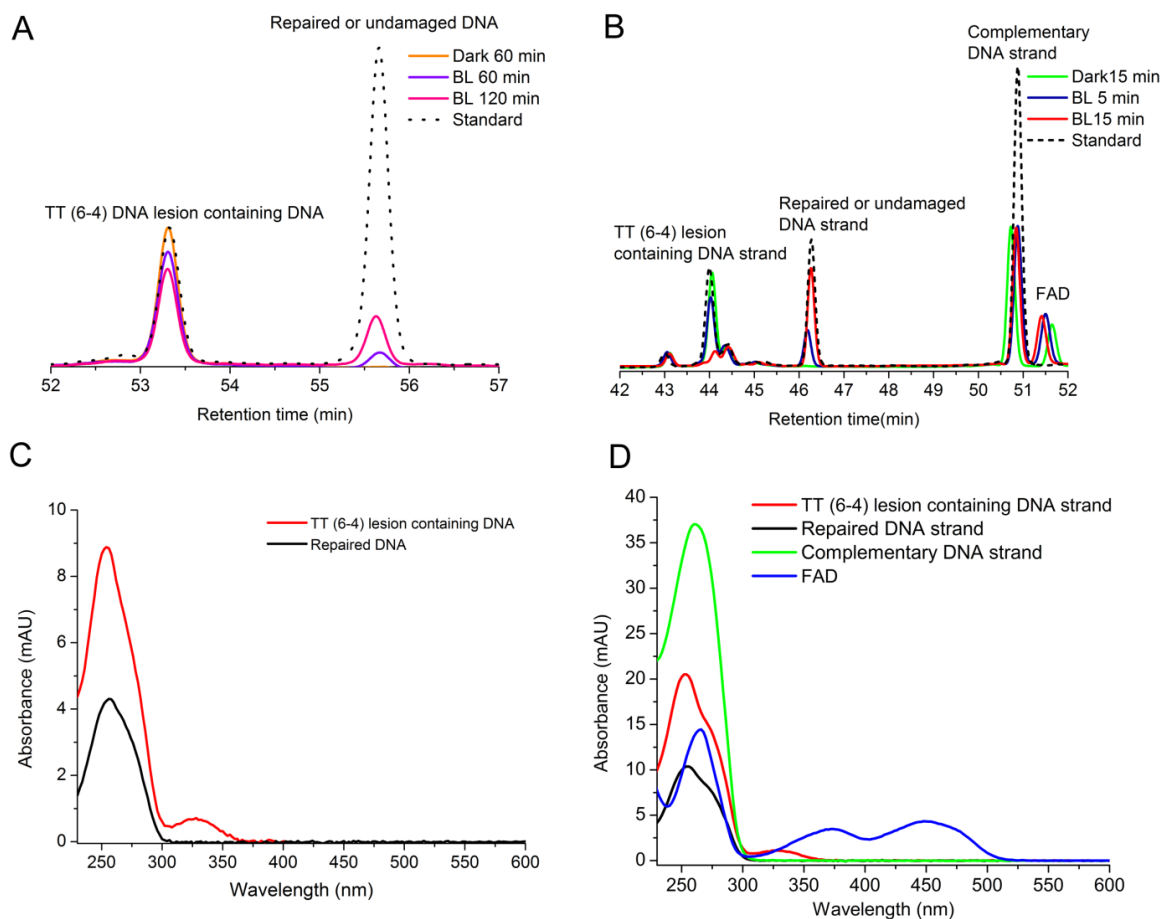 A
Repaired or undamaged DNA
Dark 60 min
BL 60 min
BL 120 min
Standard
TT (6-4) DNA lesion containing DNA
52 53 54 55 56 57
Retention time (min)
B
Complementary
DNA strand
Dark15 min
BL 5 min
BL15 min
Standard
Repaired or undamaged
DNA strand
TT (6-4) lesion
containing DNA strand
FAD
42 43 44 45 46 47 48 49 50 51 52
Retention time(min)
C
10
8
6
4
2
0
Absorbance (mAU)
TT (6-4) lesion containing DNA
Repaired DNA
250 300 350 400 450 500 550 600
Wavelength (nm)
D
40
35
30
25
20
15
10
5
0
Absorbance (mAU)
TT (6-4) lesion containing DNA strand
Repaired DNA strand
Complementary DNA strand
FAD
250 300 350 400 450 500 550 600
Wavelength (nm)